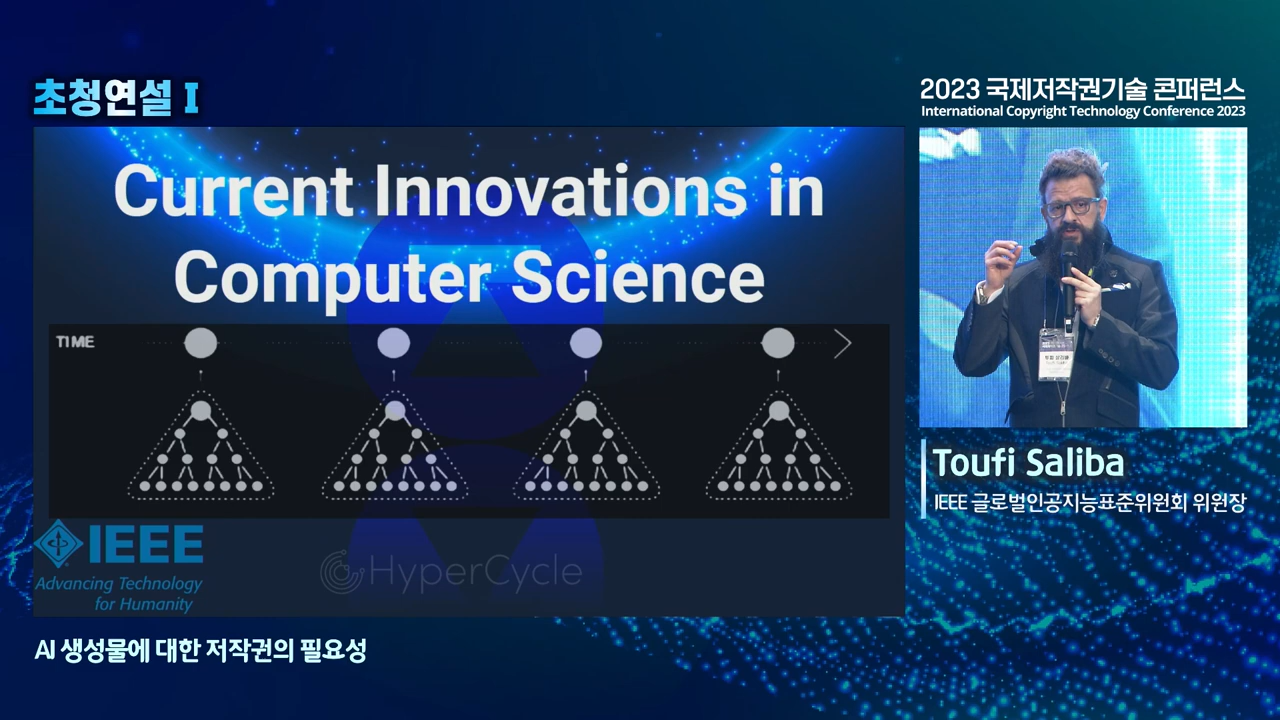 초청연설 I
2023 국제저작권기술 콘퍼런스
International Copyright Technology Conference 2023
Current Innovations in
Computer Science
TIME
IEEE
Advancing Technology
for Humanity
HyperCycle
Toufi Saliba
IEEE 글로벌인공지능표준위원회 위원장
AI 생성물에 대한 저작권의 필요성